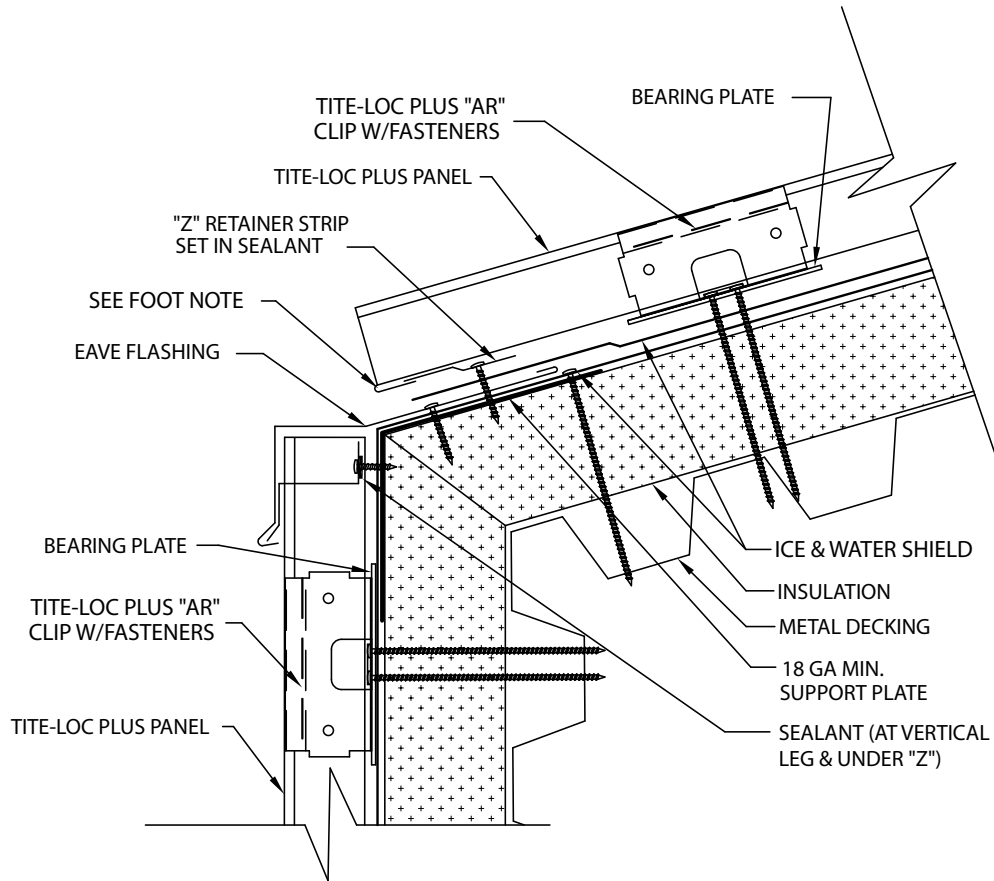 TITE-LOC PLUS "AR"
CLIP W/FASTENERS
BEARING PLATE
TITE-LOC PLUS PANEL
"Z" RETAINER STRIP
SET IN SEALANT
SEE FOOT NOTE
EAVE FLASHING
BEARING PLATE
TITE-LOC PLUS "AR"
CLIP W/FASTENERS
TITE-LOC PLUS PANEL
ICE & WATER SHIELD
INSULATION
METAL DECKING
18 GA MIN.
SUPPORT PLATE
SEALANT (AT VERTICAL
LEG & UNDER "Z")